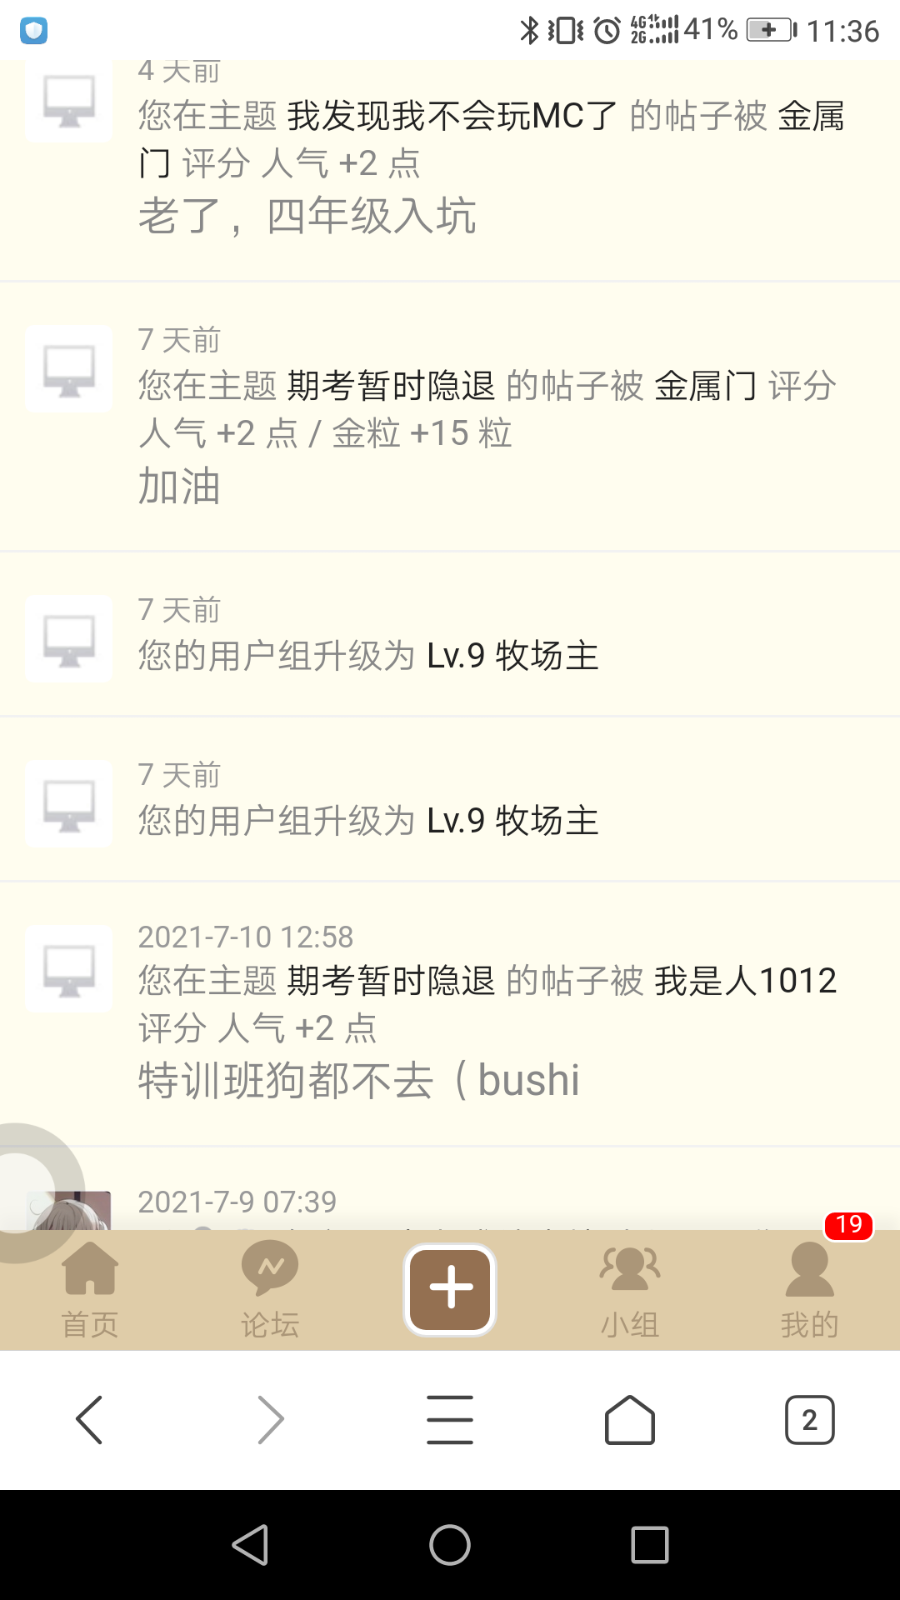 41% 11:36
4 天前
您在主题 我发现我不会玩MC了 的帖子被 金属
门 评分 人气 +2 点
老了，四年级入坑
7 天前
您在主题 期考暂时隐退 的帖子被 金属门 评分
人气 +2 点 / 金粒 +15 粒
加油
7 天前
您的用户组升级为 Lv.9 牧场主
7 天前
您的用户组升级为 Lv.9 牧场主
2021-7-10 12:58
您在主题 期考暂时隐退 的帖子被 我是人1012
评分 人气 +2 点
特训班狗都不去（bushi
2021-7-9 07:39
19
首页 论坛 小组 我的
2